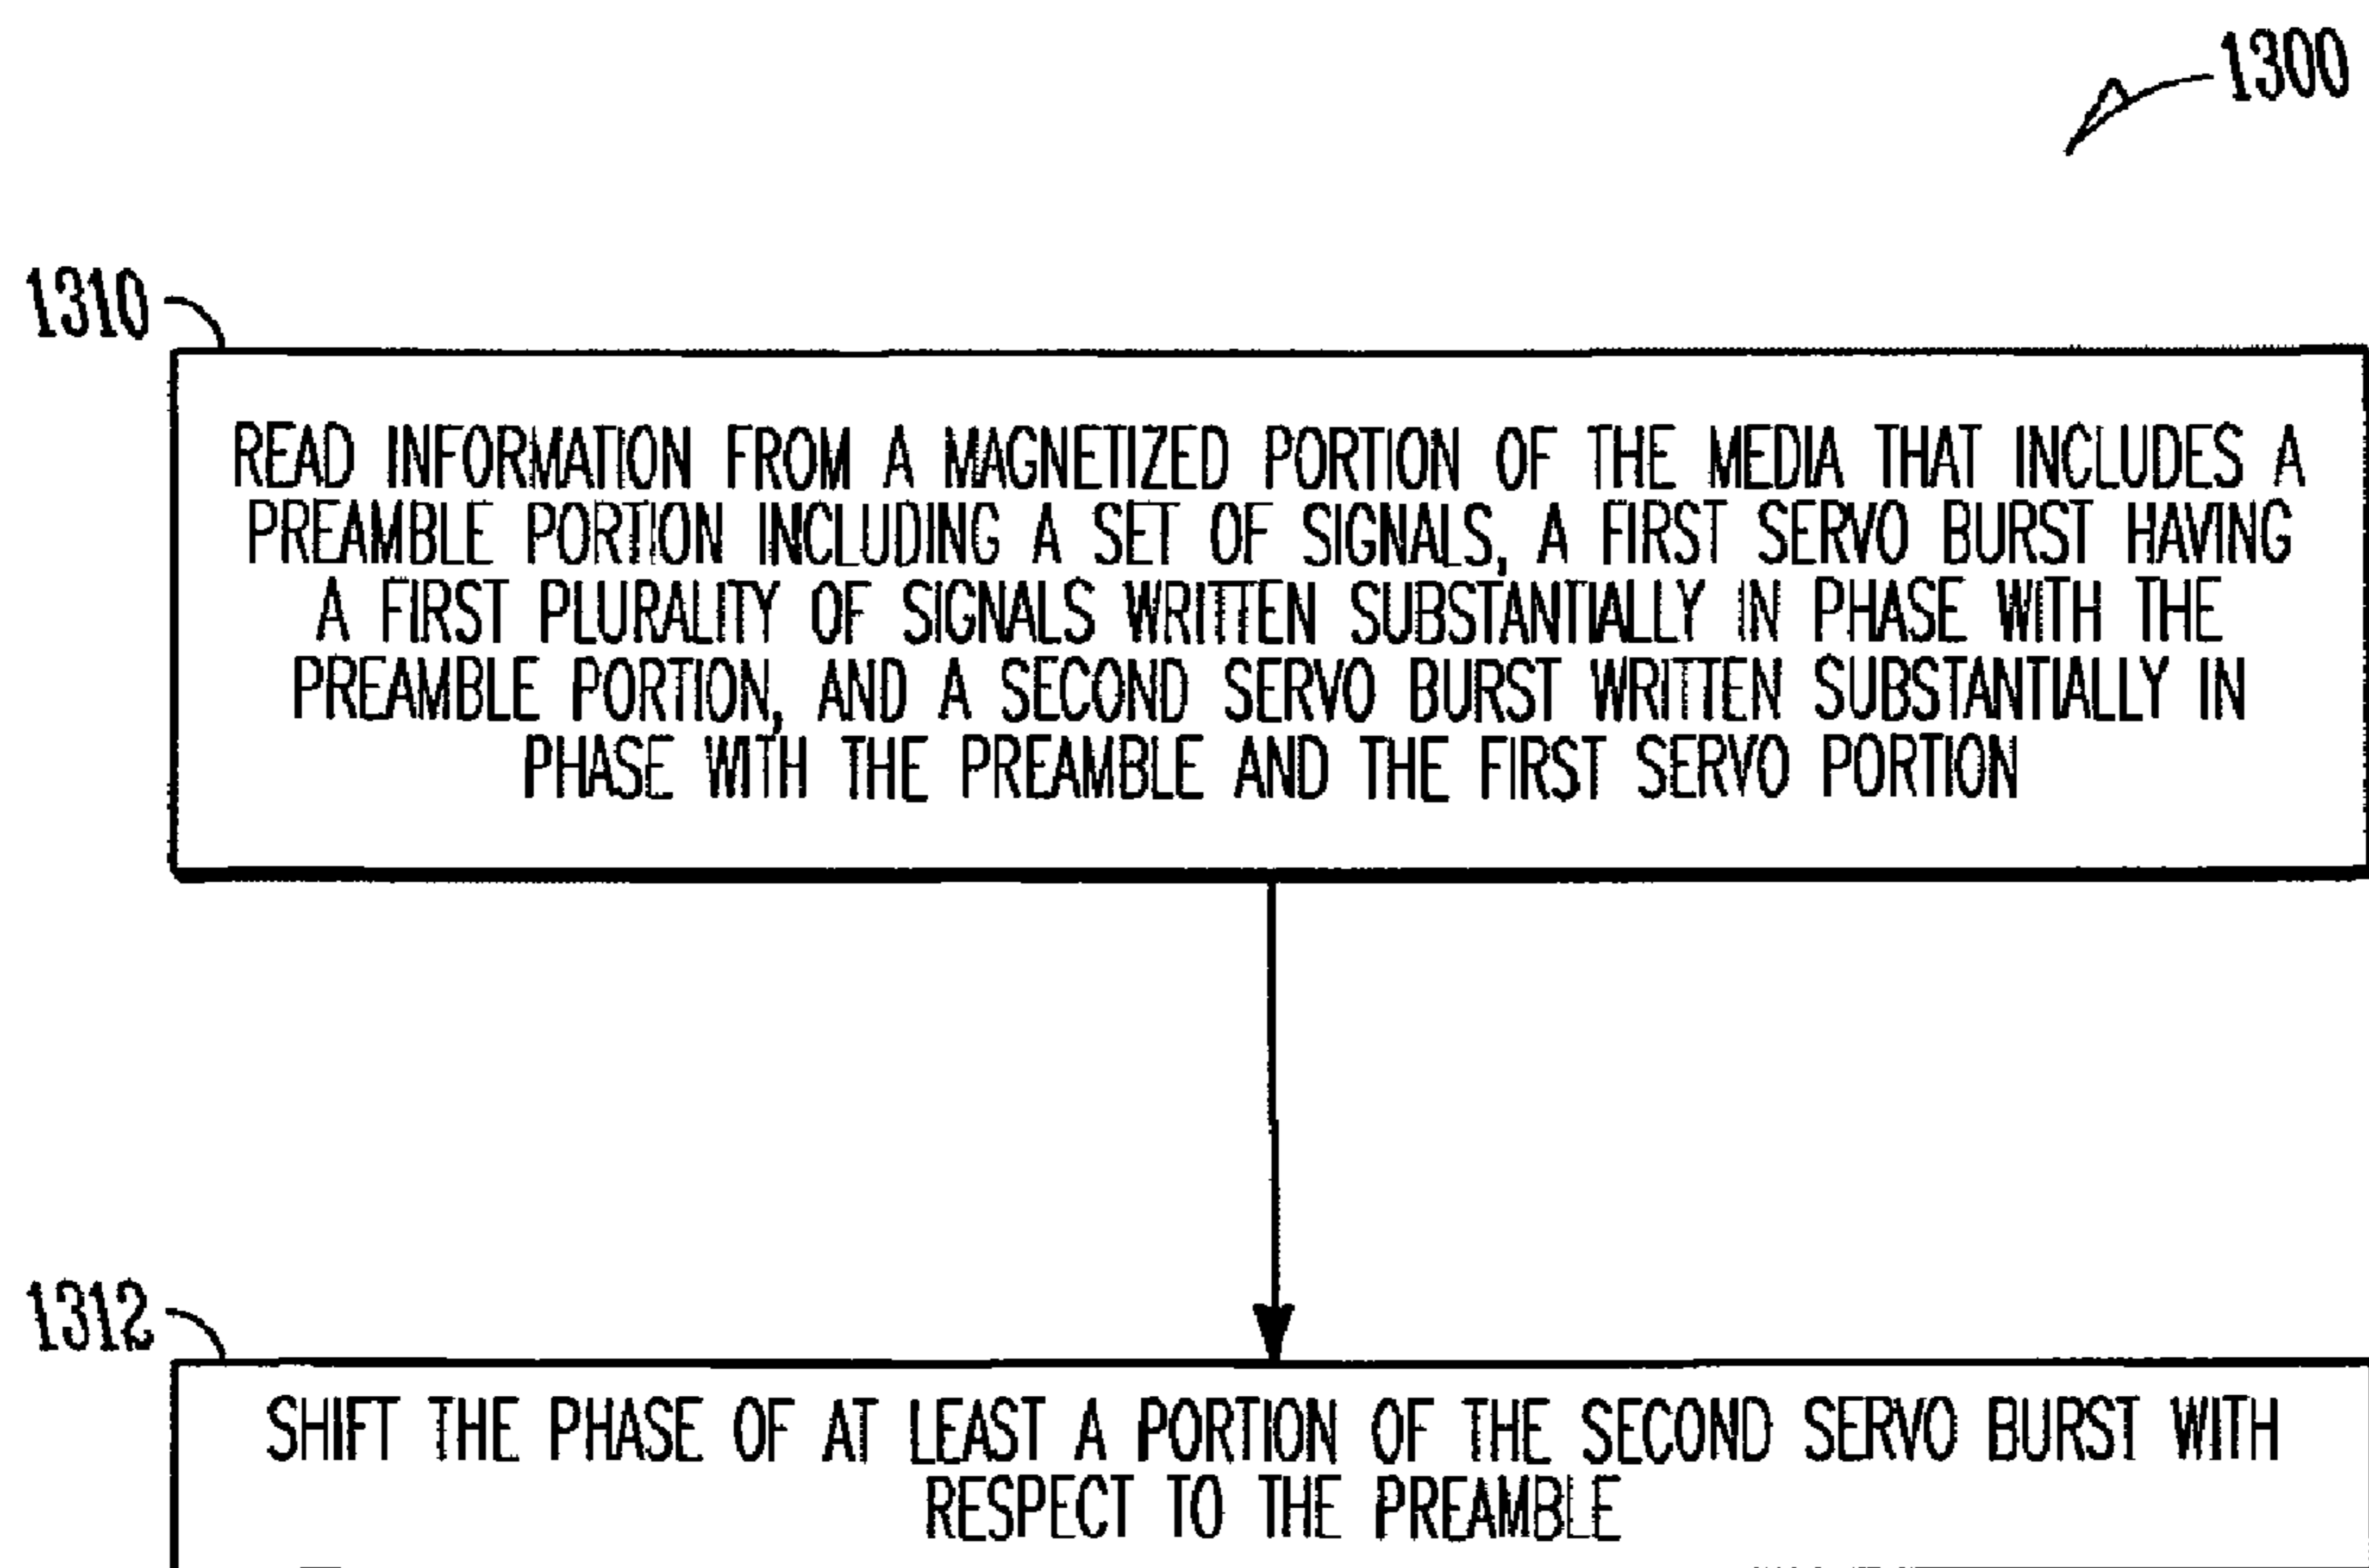 1300
1310
READ INFORMATION FROM A MAGNETIZED PORTION OF THE MEDIA THAT INCLUDES A
PREAMBLE PORTION INCLUDING A SET OF SIGNALS, A FIRST SERVO BURST HAVING
A FIRST PLURALITY OF SIGNALS WRITTEN SUBSTANTIALLY IN PHASE WITH THE
PREAMBLE PORTION, AND A SECOND SERVO BURST WRITTEN SUBSTANTIALLY IN
PHASE WITH THE PREAMBLE AND THE FIRST SERVO PORTION
1312
SHIFT THE PHASE OF AT LEAST A PORTION OF THE SECOND SERVO BURST WITH
RESPECT TO THE PREAMBLE